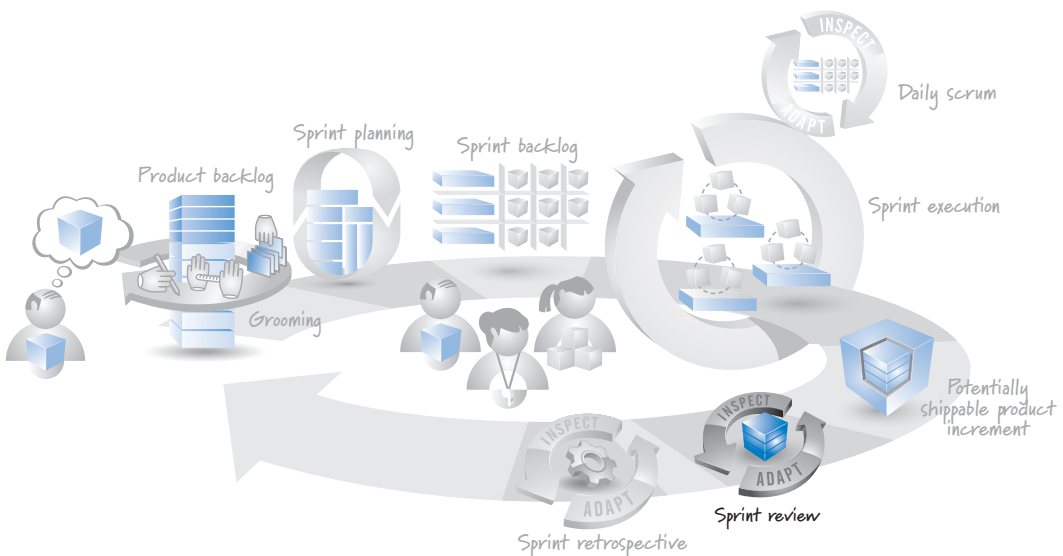 INSPECT
ADAPT
Daily scrum
Sprint planning
Sprint backlog
Product backlog
Sprint execution
Grooming
Potentially
shippable product
increment
INSPECT
ADAPT
Sprint review
INSPECT
ADAPT
Sprint retrospective